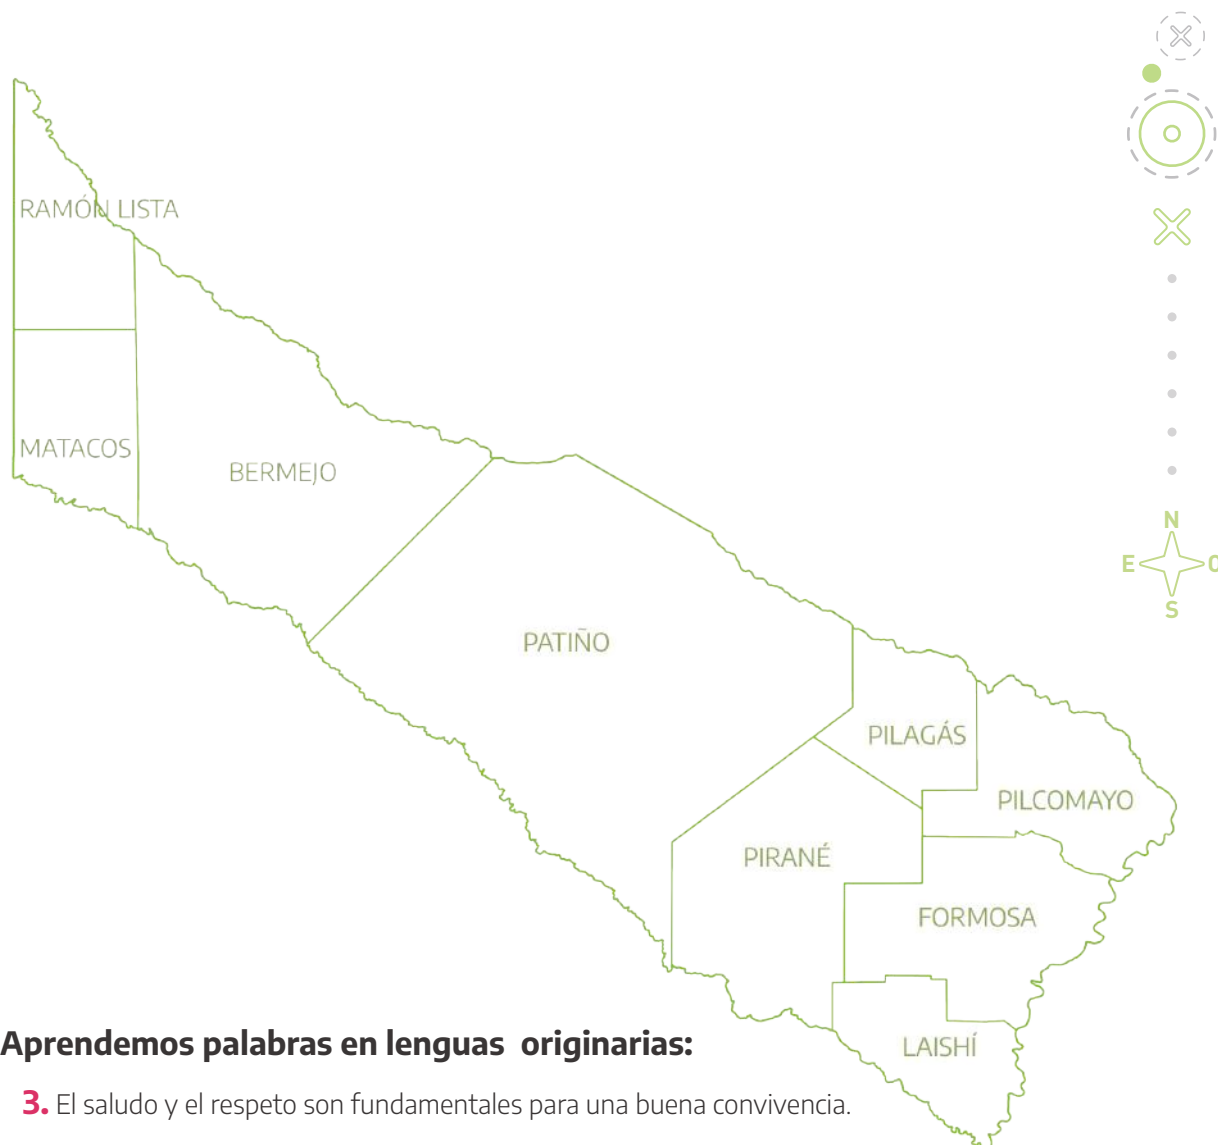 RAMÓN LISTA
MATACOS
BERMEJO
N
E O
S
PATIÑO
PILAGÁS
PILCOMAYO
PIRANÉ
FORMOSA
LAISHÍ
Aprendemos palabras en lenguas originarias:
3. El saludo y el respeto son fundamentales para una buena convivencia.